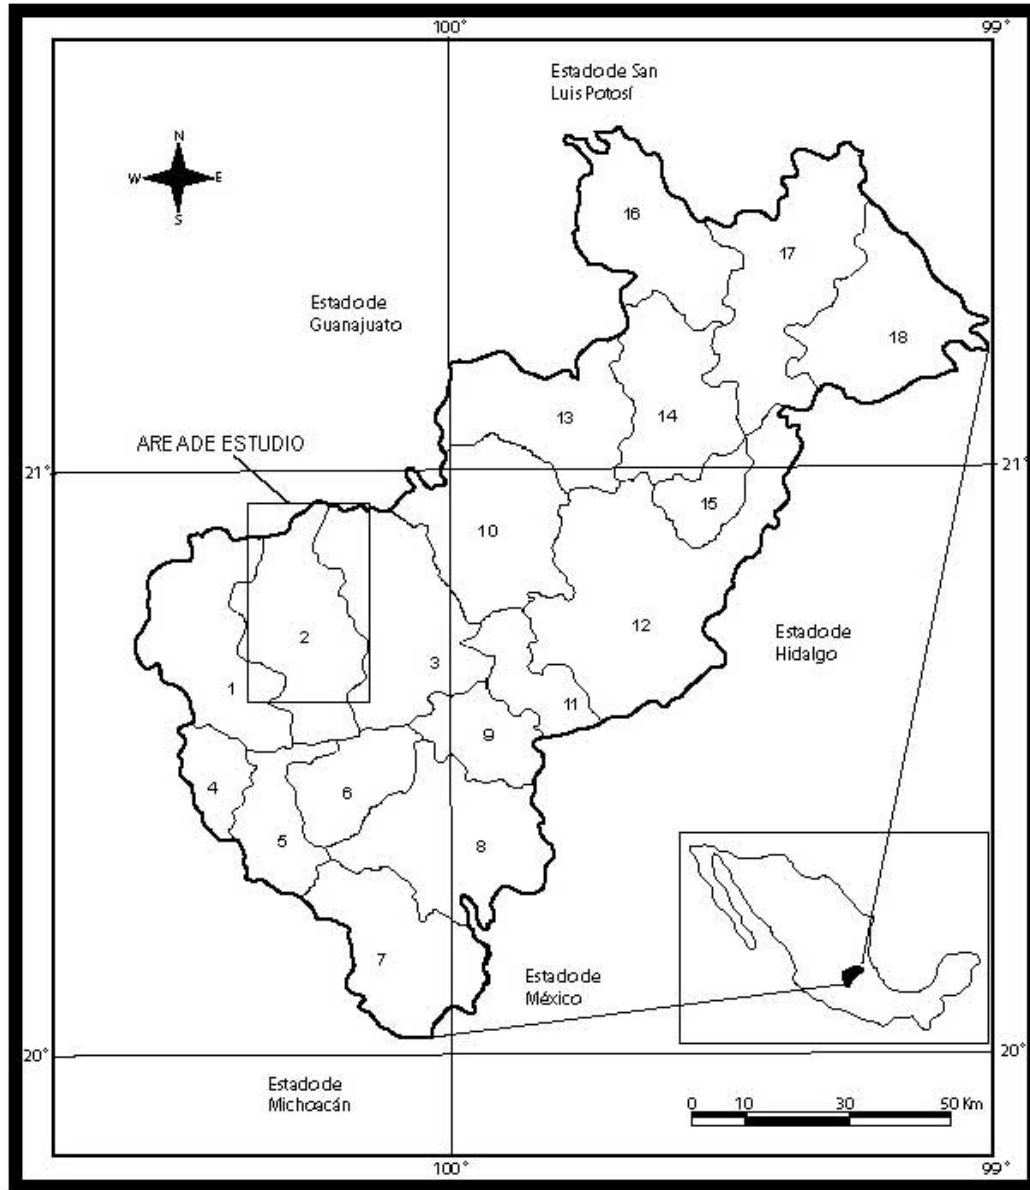 100°
99°
Estado de San
Luis Potosí
N
W
E
S
16
17
Estado de
Guanajuato
18
13
14
AREA DE ESTUDIO
21°
21°
15
10
2
12
Estado de
Hidalgo
3
1
11
9
4
6
5
8
7
Estado de
México
20°
20°
Estado de
Michoacán
0
10
30
50 Km
100°
99°